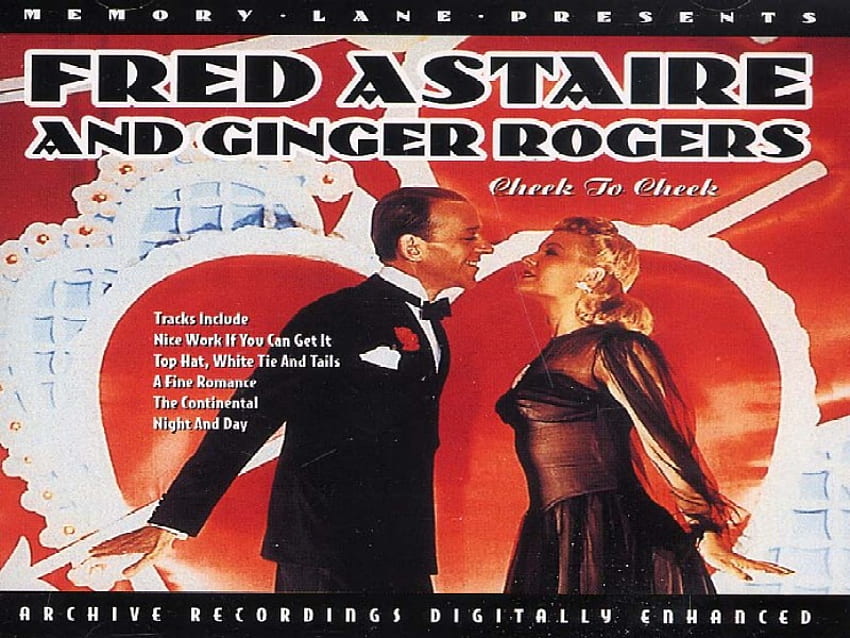 MEMORY · LANE · PRESENTS
FRED ASTAIRE
AND GINGER ROGERS
Cheek To Cheek
Tracks Include
Nice Work If You Can Get It
Top Hat, White Tie And Tails
A Fine Romance
The Continental
Night And Day
ARCHIVE RECORDINGS DIGITALLY ENHANCED